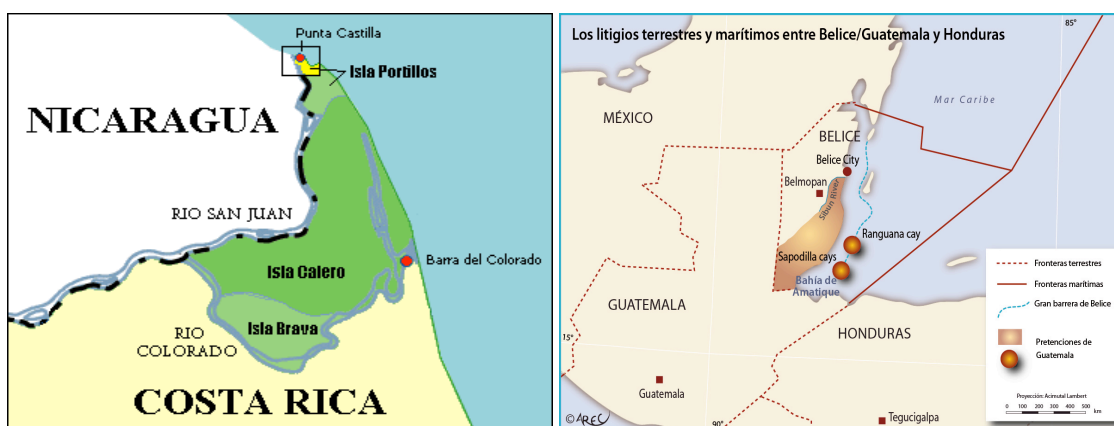 Punta Castilla
Isla Portillos
NICARAGUA
RIO SAN JUAN
Barra del Colorado
Isla Calero
Isla Brava
RIO
COLORADO
COSTA RICA
Los litigios terrestres y marítimos entre Belice/Guatemala y Honduras
85°
Mar Caribe
MÉXICO
BELICE
Belice City
Belmopan
Sibun River
Ranguana cay
Sapodilla cays
Bahía de
Amatique
GUATEMALA
HONDURAS
15°
Guatemala
Tegucigalpa
90°
©AREC
Fronteras terrestres
Fronteras marítimas
Gran barrera de Belice
Pretenciones de
Guatemala
Proyección: Acimutal Lambert
0 100 200 300 400 500 km